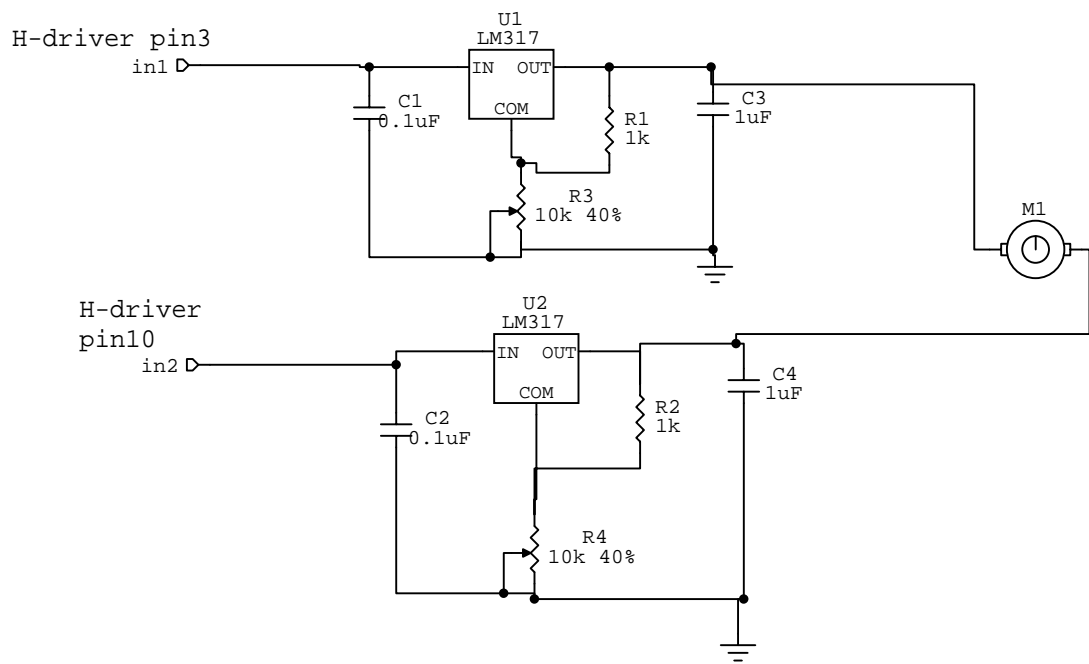 H-driver pin3
in1
U1
LM317
IN OUT
COM
C1
0.1uF
R1
1k
C3
1uF
R3
10k 40%
M1
H-driver
pin10
in2
U2
LM317
IN OUT
COM
C2
0.1uF
R2
1k
C4
1uF
R4
10k 40%